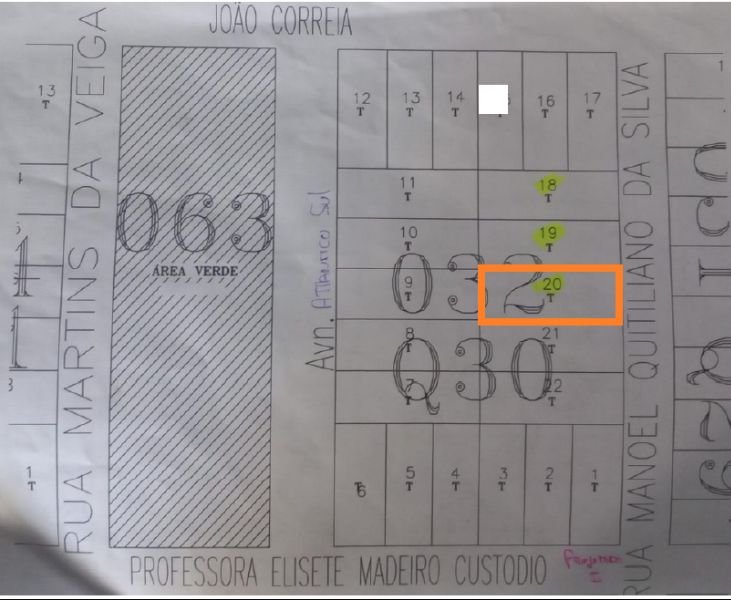 JOÃO CORREIA
RUA MARTINS DA VEIGA
13
T
12
T
13
T
14
T
16
T
17
T
11
T
18
T
063
ÁREA VERDE
Avn. ATLANTICO Sul
10
T
19
T
9
T
20
T
032
8
T
21
T
Q30
7
T
22
T
RUA MANOEL QUITILIANO DA SILVA
1
T
6
T
5
T
4
T
3
T
2
T
1
T
PROFESSORA ELISETE MADEIRO CUSTODIO